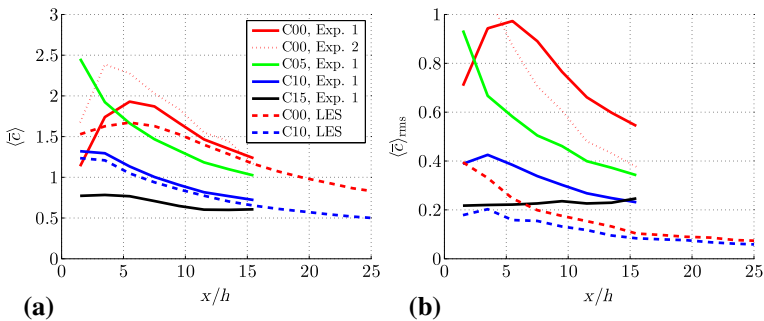 3
2.5
2
1.5
1
0.5
0
⟨c̅⟩
C00, Exp. 1
C00, Exp. 2
C05, Exp. 1
C10, Exp. 1
C15, Exp. 1
C00, LES
C10, LES
0 5 10 15 20 25
x/h
(a)
1
0.8
0.6
0.4
0.2
0
⟨c̅⟩rms
0 5 10 15 20 25
x/h
(b)